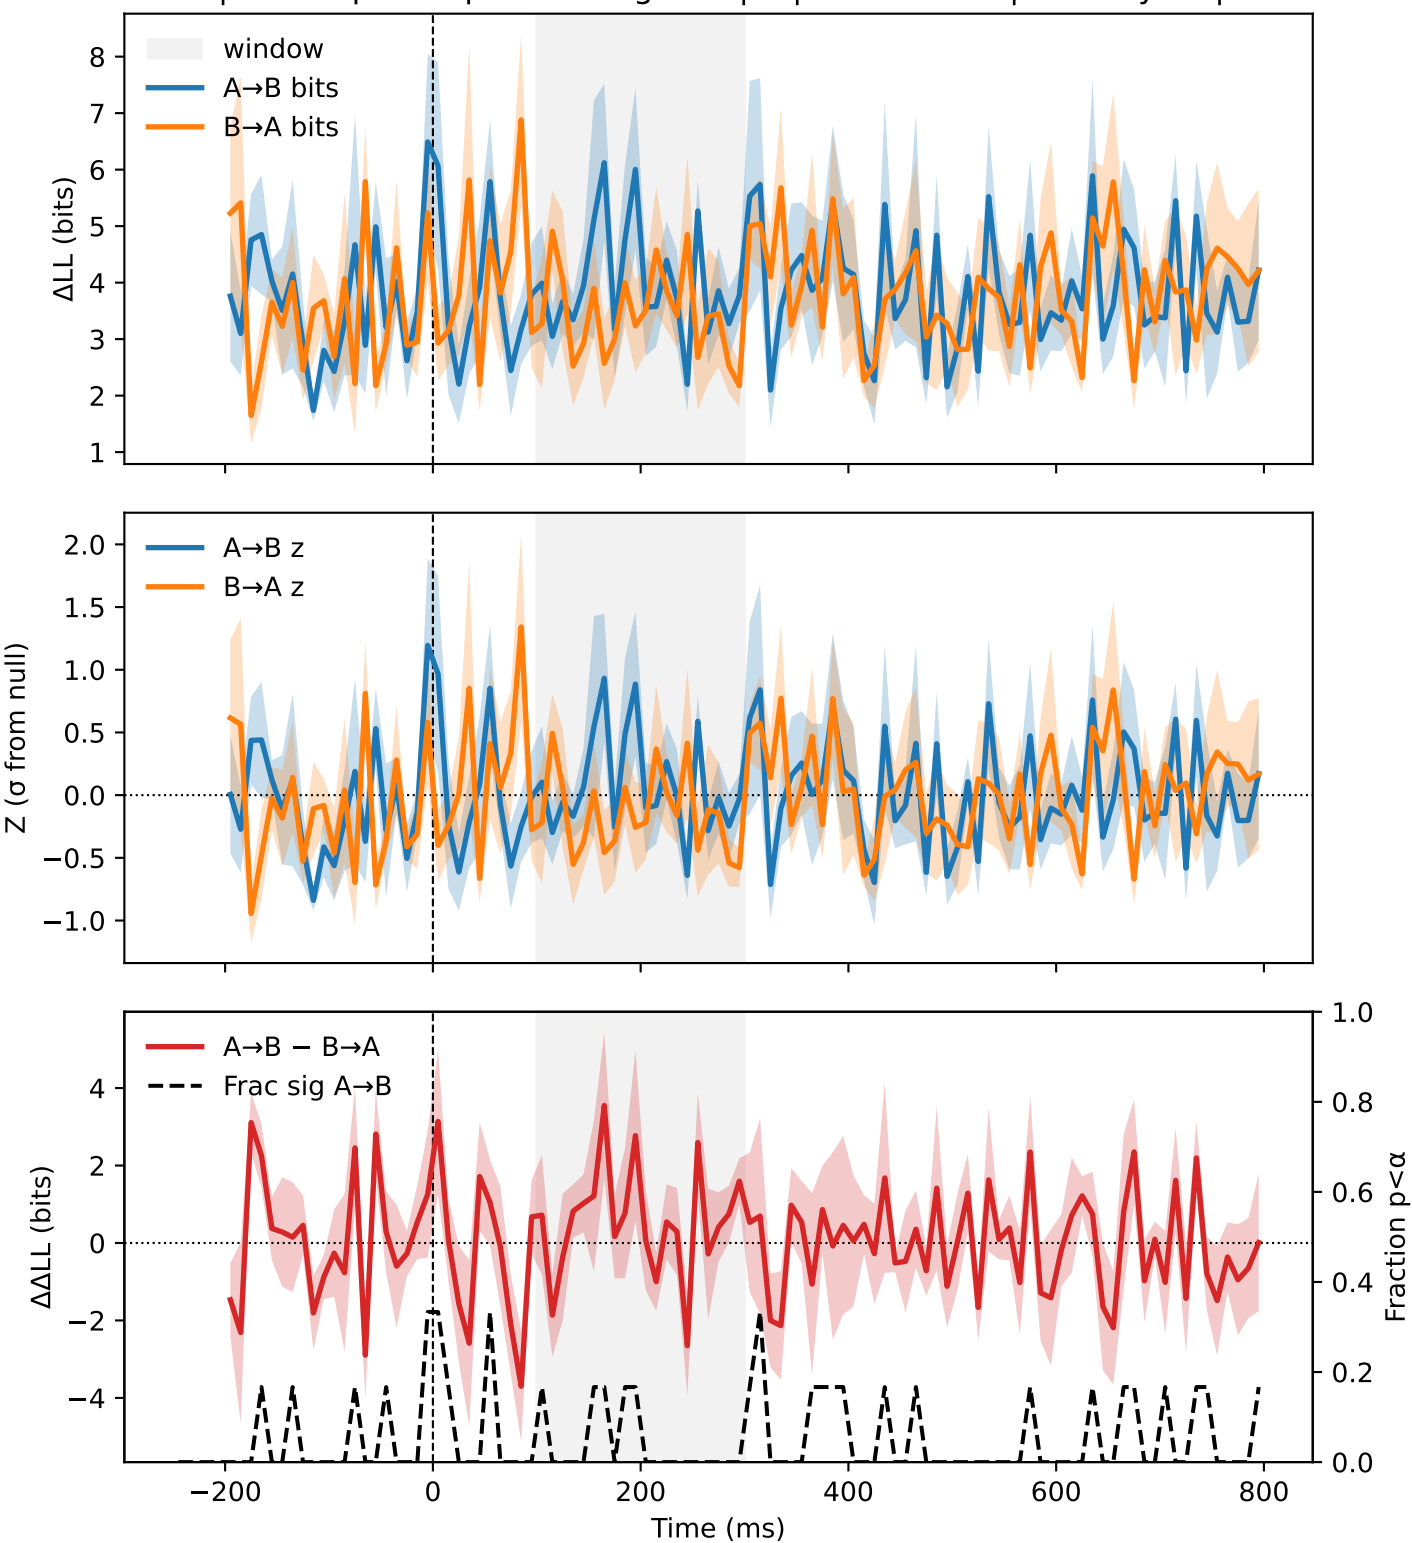 window
A→B bits
B→A bits
ΔLL (bits)
8
7
6
5
4
3
2
1
A→B z
B→A z
Z (σ from null)
2.0
1.5
1.0
0.5
0.0
−0.5
−1.0
A→B − B→A
Frac sig A→B
ΔΔLL (bits)
4
2
0
−2
−4
1.0
0.8
0.6
0.4
0.2
0.0
Fraction p<α
−200 0 200 400 600 800
Time (ms)